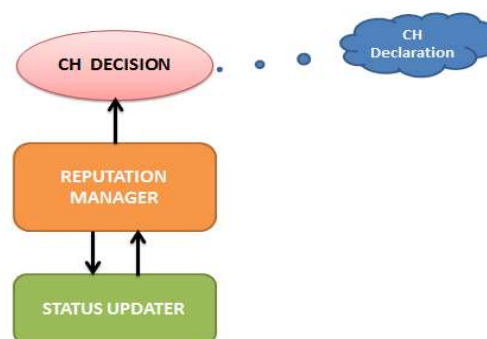 CH
Declaration
CH DECISION
REPUTATION
MANAGER
STATUS UPDATER